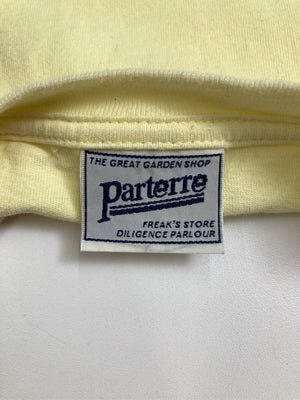 THE GREAT GARDEN SHOP
Parterre
FREAK'S STORE
DILIGENCE PARLOUR